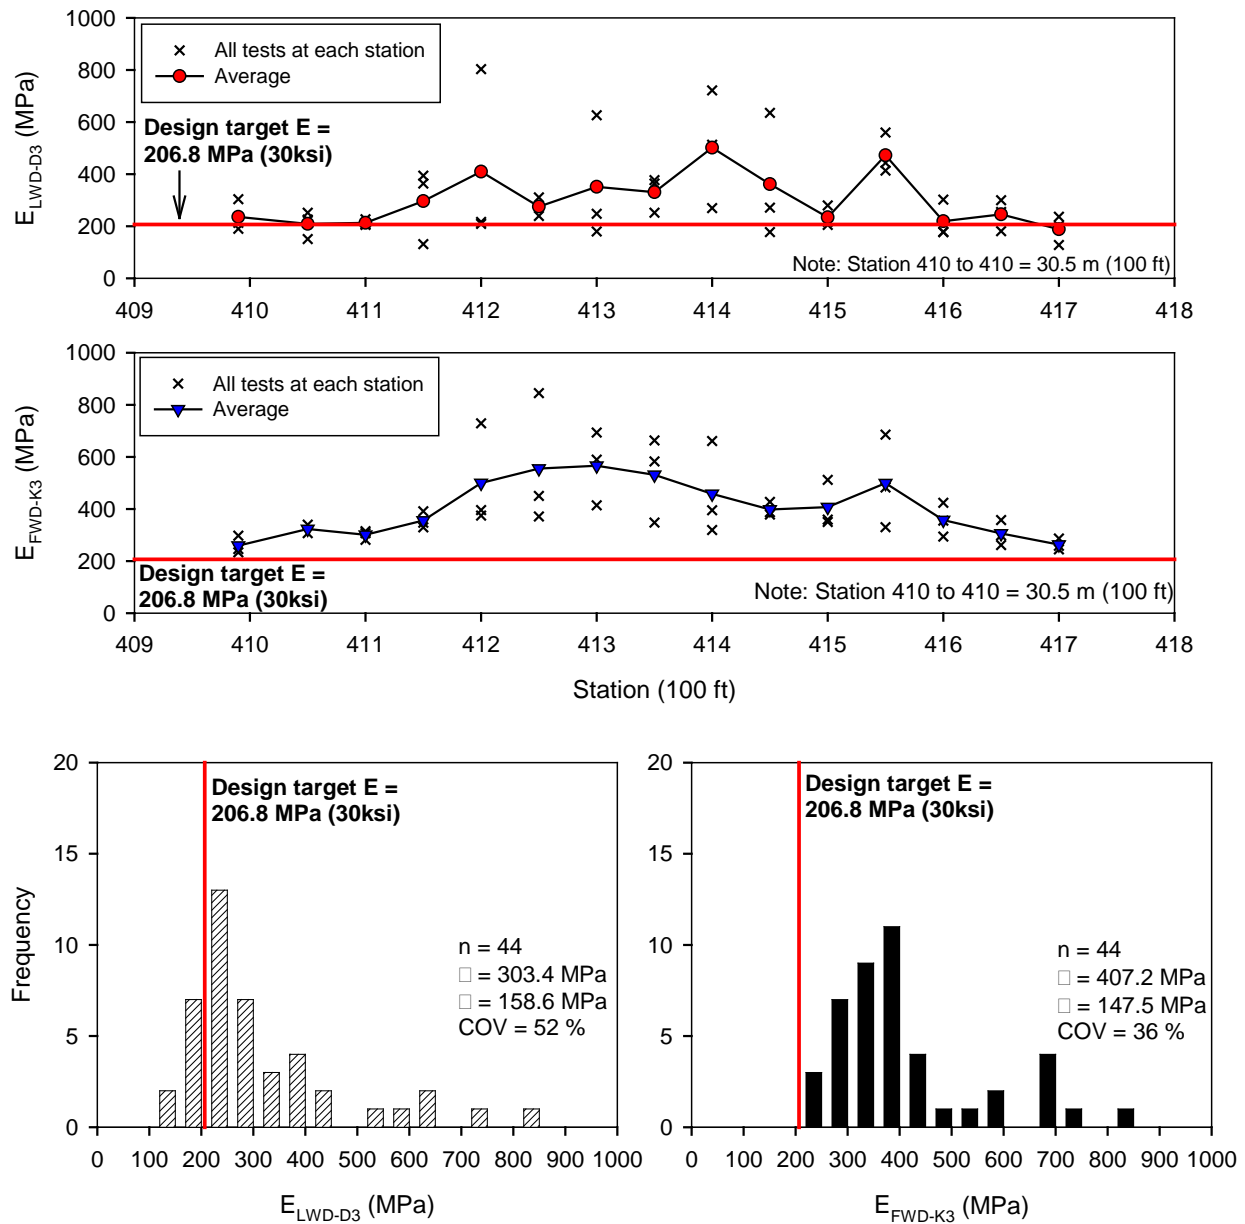 1000
800
600
400
200
0
E_LWD-D3 (MPa)
All tests at each station
Average
Design target E =
206.8 MPa (30ksi)
Note: Station 410 to 410 = 30.5 m (100 ft)
409 410 411 412 413 414 415 416 417 418
1000
800
600
400
200
0
E_FWD-K3 (MPa)
All tests at each station
Average
Design target E =
206.8 MPa (30ksi)
Note: Station 410 to 410 = 30.5 m (100 ft)
409 410 411 412 413 414 415 416 417 418
Station (100 ft)
20
15
10
5
0
Frequency
Design target E =
206.8 MPa (30ksi)
n = 44
□ = 303.4 MPa
□ = 158.6 MPa
COV = 52 %
0 100 200 300 400 500 600 700 800 900 1000
E_LWD-D3 (MPa)
20
15
10
5
0
Design target E =
206.8 MPa (30ksi)
n = 44
□ = 407.2 MPa
□ = 147.5 MPa
COV = 36 %
0 100 200 300 400 500 600 700 800 900 1000
E_FWD-K3 (MPa)